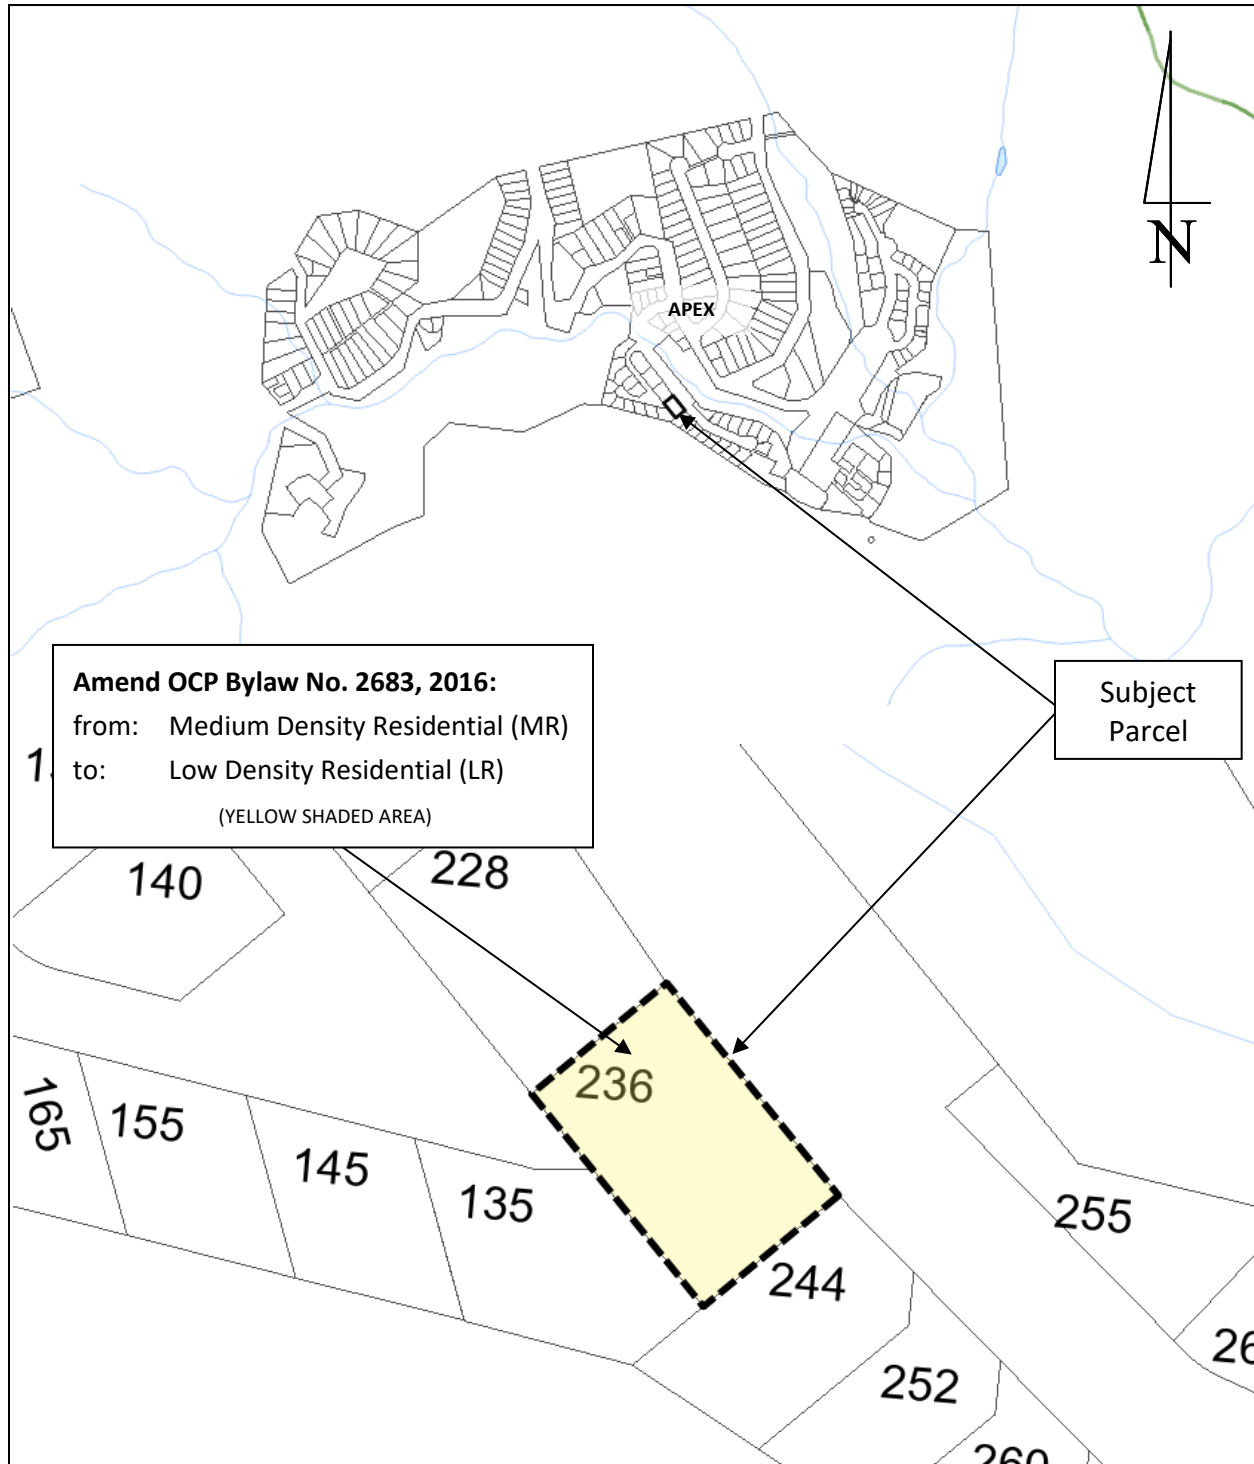 N
APEX
Amend OCP Bylaw No. 2683, 2016:
from: Medium Density Residential (MR)
to: Low Density Residential (LR)
(YELLOW SHADED AREA)
Subject
Parcel
140
228
236
165
155
145
135
255
244
252
260